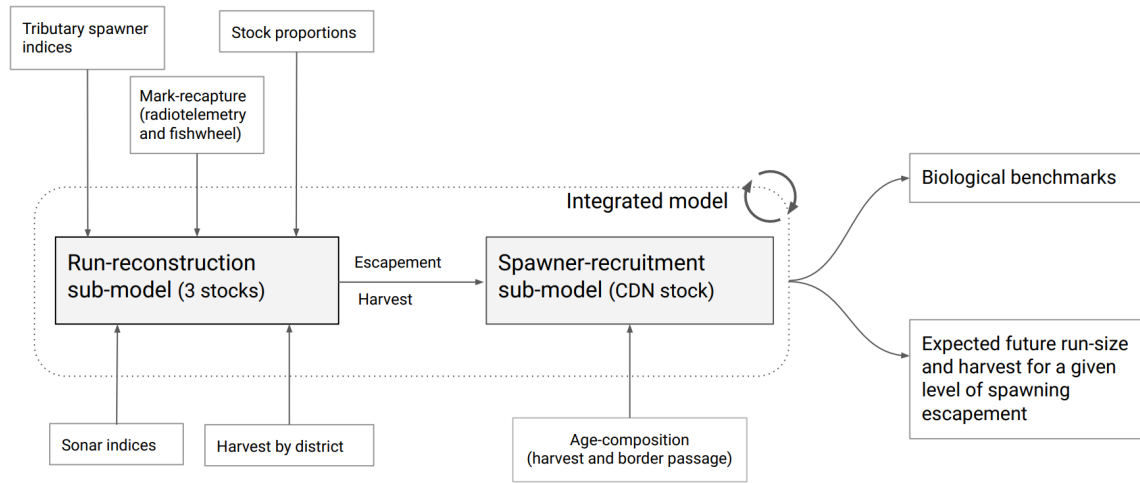 Tributary spawner
indices
Stock proportions
Mark-recapture
(radiotelemetry
and fishwheel)
Integrated model
Biological benchmarks
Run-reconstruction
sub-model (3 stocks)
Escapement
Harvest
Spawner-recruitment
sub-model (CDN stock)
Expected future run-size
and harvest for a given
level of spawning
escapement
Sonar indices
Harvest by district
Age-composition
(harvest and border passage)